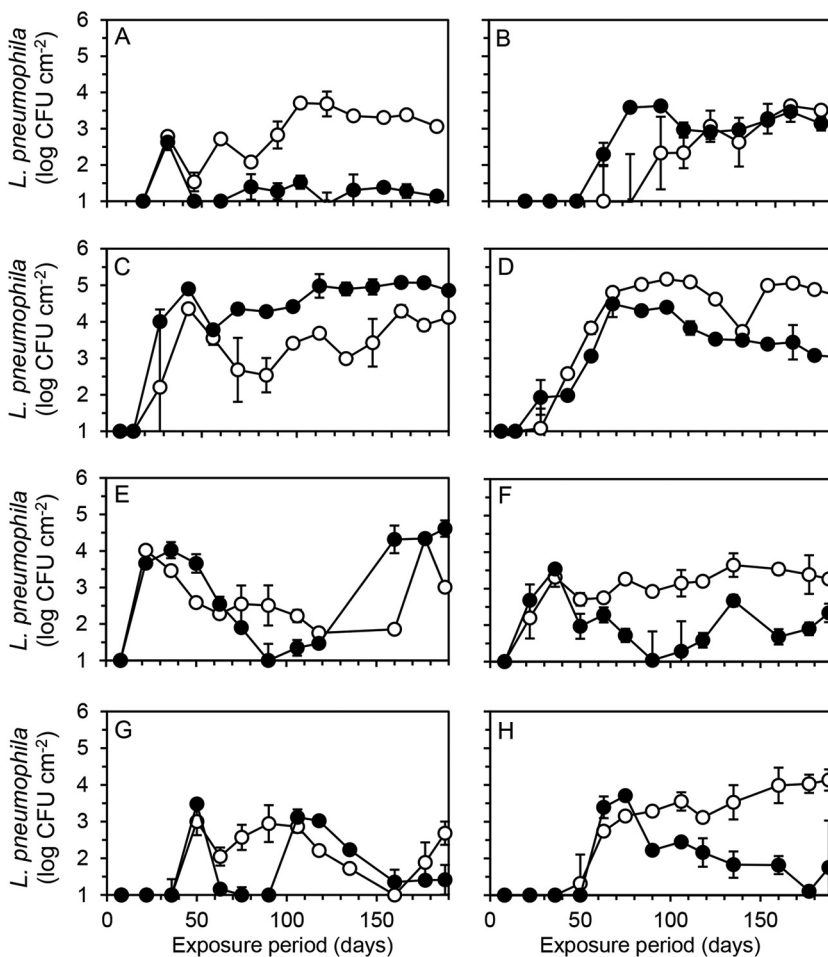 A
B
L. pneumophila
(log CFU cm-2)
6
5
4
3
2
1
C
D
L. pneumophila
(log CFU cm-2)
6
5
4
3
2
1
E
F
L. pneumophila
(log CFU cm-2)
6
5
4
3
2
1
G
H
L. pneumophila
(log CFU cm-2)
6
5
4
3
2
1
0 50 100 150
0 50 100 150
Exposure period (days)
Exposure period (days)